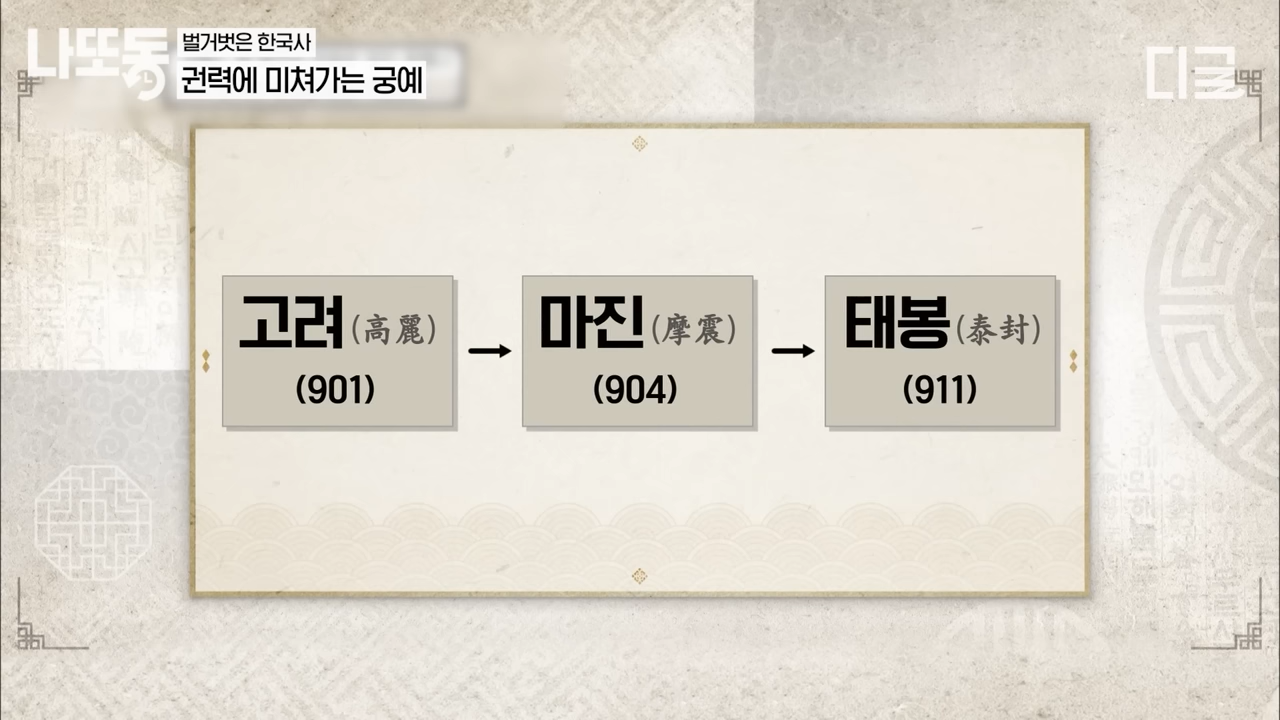 나또동
벌거벗은 한국사
권력에 미쳐가는 궁예
디글
고려(高麗)
(901)
→
마진(摩震)
(904)
→
태봉(泰封)
(911)